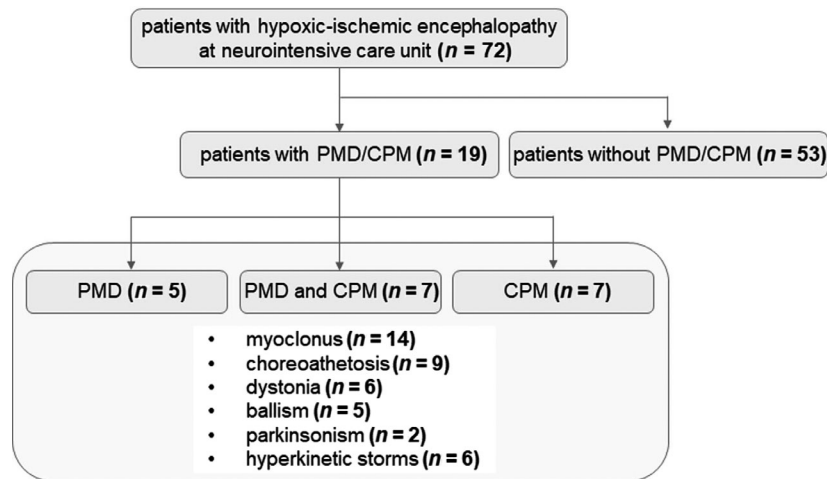 patients with hypoxic-ischemic encephalopathy
at neurointensive care unit (n = 72)
patients with PMD/CPM (n = 19)
patients without PMD/CPM (n = 53)
PMD (n = 5)
PMD and CPM (n = 7)
CPM (n = 7)
• myoclonus (n = 14)
• choreoathetosis (n = 9)
• dystonia (n = 6)
• ballism (n = 5)
• parkinsonism (n = 2)
• hyperkinetic storms (n = 6)